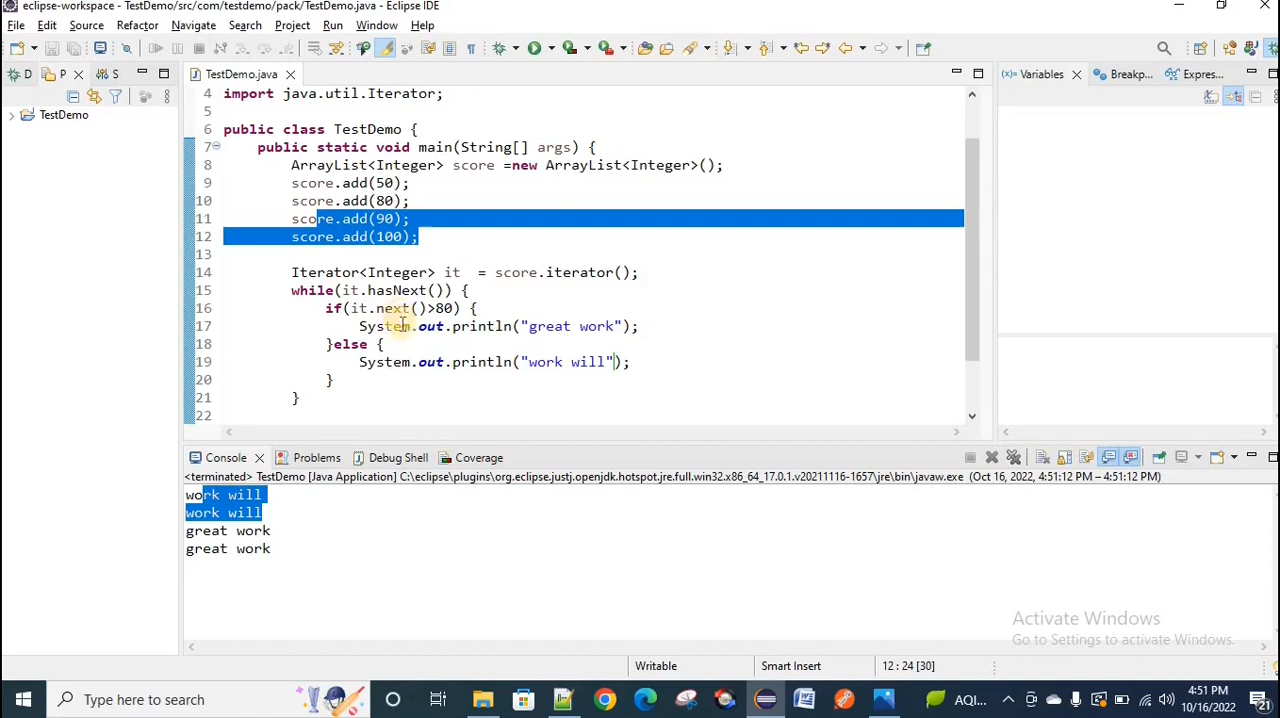 eclipse-workspace - TestDemo/src/com/testdemo/pack/TestDemo.java - Eclipse IDE
File Edit Source Refactor Navigate Search Project Run Window Help
D P S TestDemo.java (x)= Variables Breakp... Expres...
TestDemo
4 import java.util.Iterator;
5
6 public class TestDemo {
7 public static void main(String[] args) {
8 ArrayList<Integer> score =new ArrayList<Integer>();
9 score.add(50);
10 score.add(80);
11 score.add(90);
12 score.add(100);
13
14 Iterator<Integer> it  = score.iterator();
15 while(it.hasNext()) {
16 if(it.next()>80) {
17 System.out.println("great work");
18 }else {
19 System.out.println("work will");
20 }
21 }
22
Console Problems Debug Shell Coverage
<terminated> TestDemo [Java Application] C:\eclipse\plugins\org.eclipse.justj.openjdk.hotspot.jre.full.win32.x86_64_17.0.1.v20211116-1657\jre\bin\javaw.exe (Oct 16, 2022, 4:51:12 PM – 4:51:12 PM)
work will
work will
great work
great work
Activate Windows
Go to Settings to activate Windows.
Writable Smart Insert 12 : 24 [30]
Type here to search AQI... 4:51 PM
10/16/2022
21